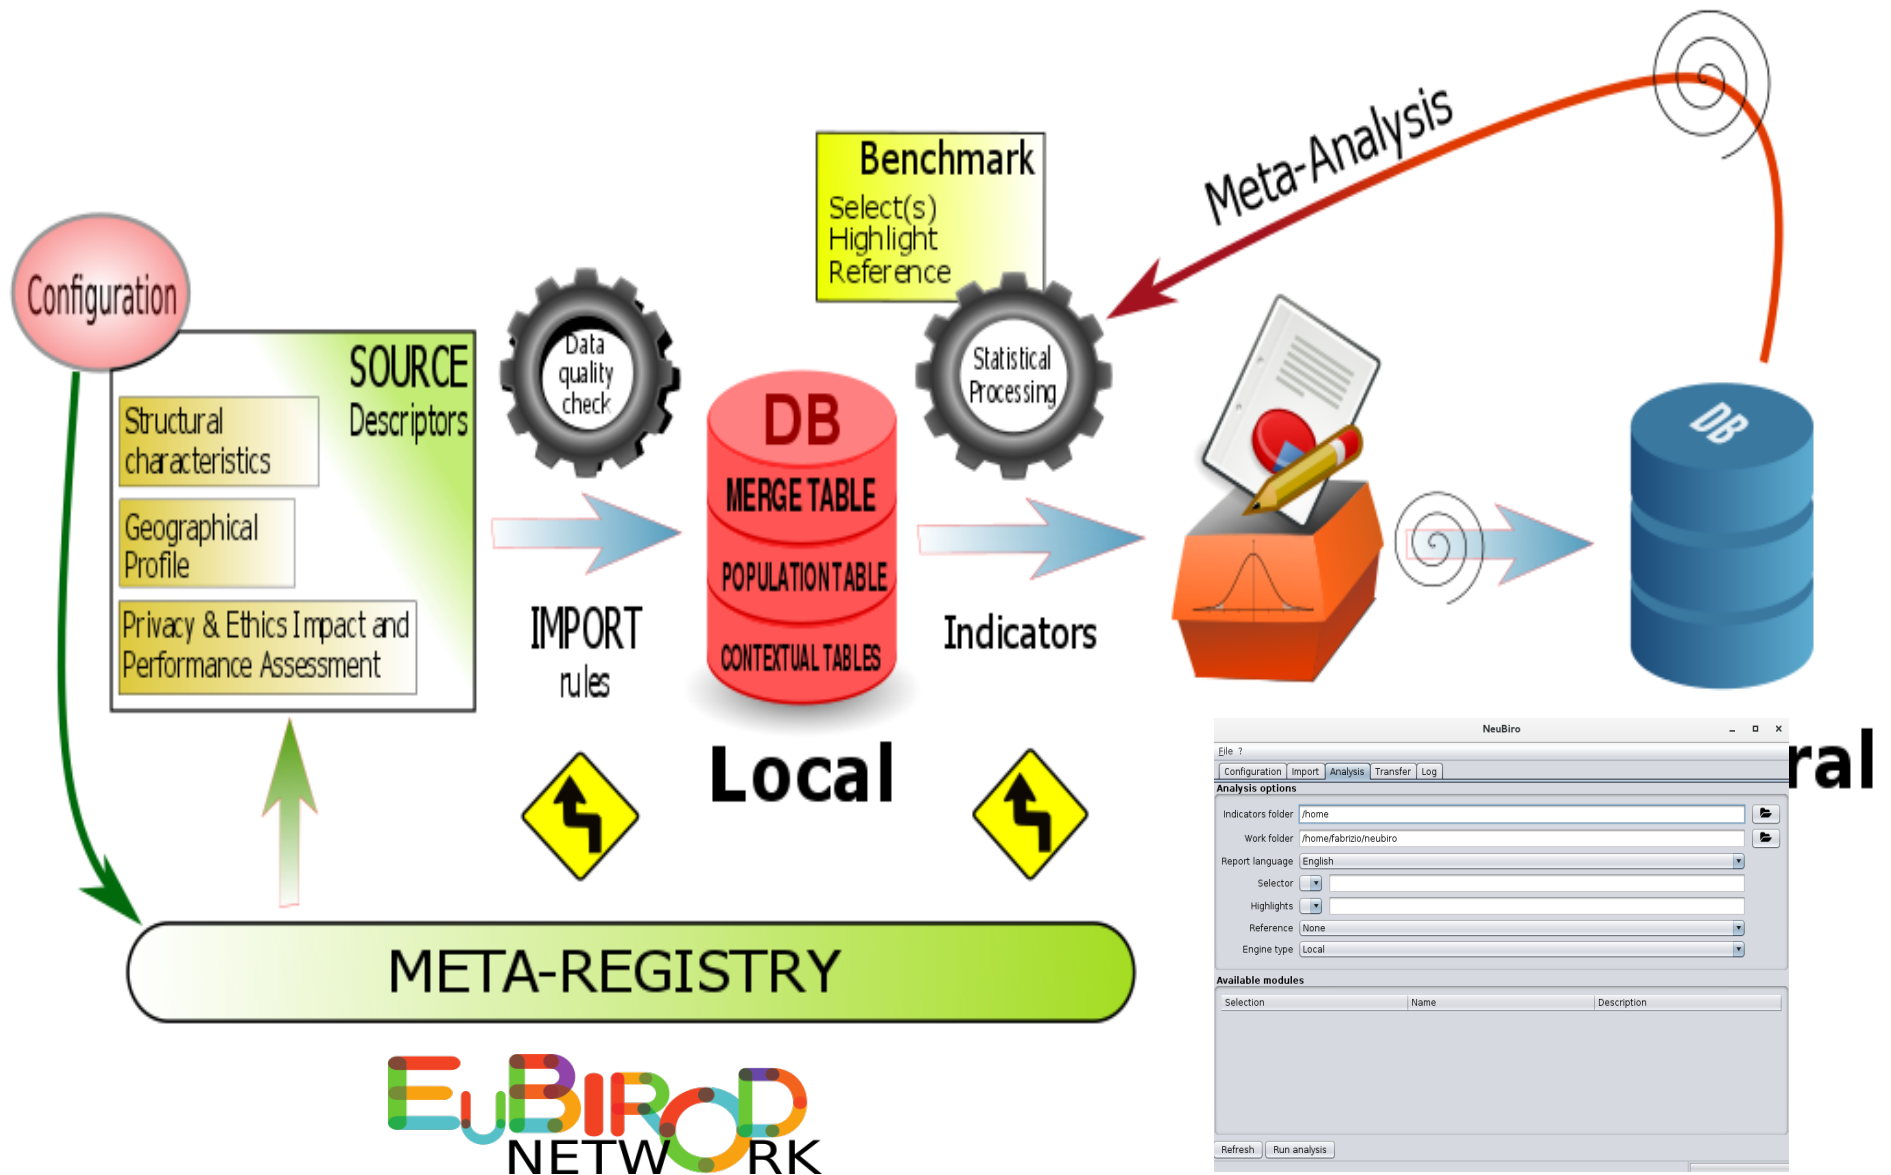 Meta-Analysis
Benchmark
Select(s)
Highlight
Reference
Configuration
SOURCE
Descriptors
Structural
characteristics
Geographical
Profile
Privacy & Ethics Impact and
Performance Assessment
Data
quality
check
IMPORT
rules
DB
MERGE TABLE
POPULATION TABLE
CONTEXTUAL TABLES
Local
Statistical
Processing
Indicators
DB
ral
META-REGISTRY
EUBIROD
NETWORK
NeuBiro
File ?
Configuration Import Analysis Transfer Log
Analysis options
Indicators folder /home
Work folder /home/fabrizio/neubiro
Report language English
Selector
Highlights
Reference None
Engine type Local
Available modules
Selection Name Description
Refresh Run analysis